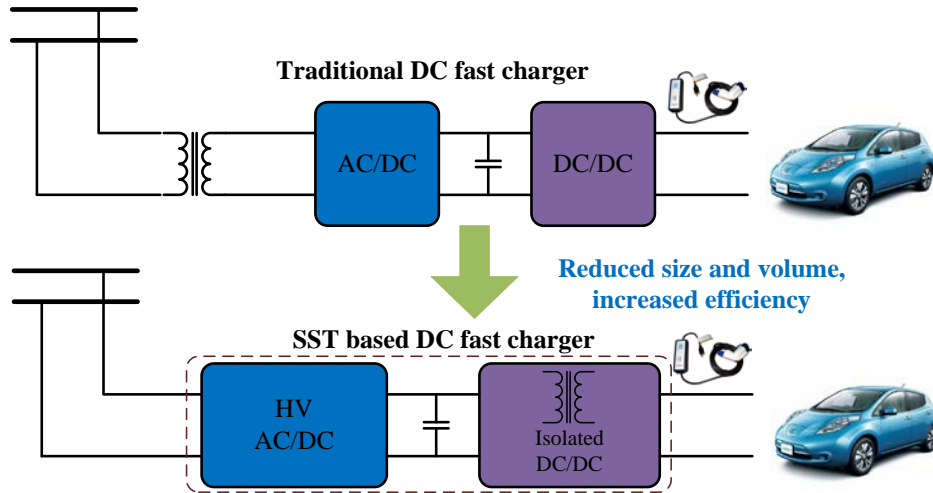 Traditional DC fast charger
AC/DC
DC/DC
Reduced size and volume,
increased efficiency
SST based DC fast charger
HV
AC/DC
Isolated
DC/DC